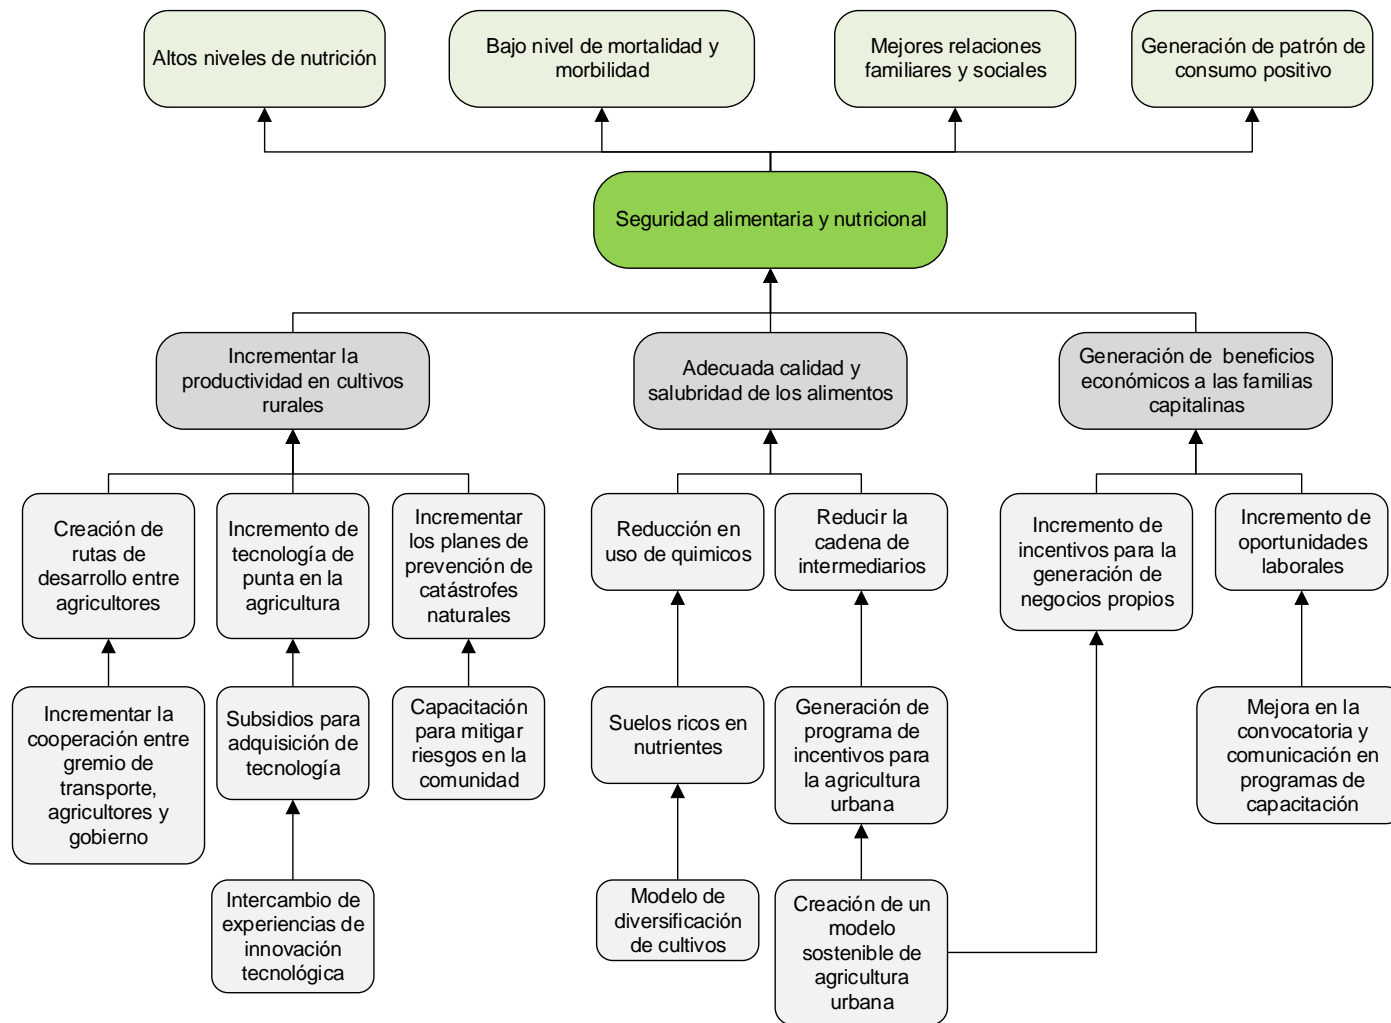 Altos niveles de nutrición
Bajo nivel de mortalidad y
morbilidad
Mejores relaciones
familiares y sociales
Generación de patrón de
consumo positivo
Seguridad alimentaria y nutricional
Incrementar la
productividad en cultivos
rurales
Adecuada calidad y
salubridad de los alimentos
Generación de beneficios
económicos a las familias
capitalinas
Creación de
rutas de
desarrollo entre
agricultores
Incremento de
tecnología de
punta en la
agricultura
Incrementar
los planes de
prevención de
catástrofes
naturales
Reducción en
uso de quimicos
Reducir la
cadena de
intermediarios
Incremento de
incentivos para la
generación de
negocios propios
Incremento de
oportunidades
laborales
Incrementar la
cooperación entre
gremio de
transporte,
agricultores y
gobierno
Subsidios para
adquisición de
tecnología
Capacitación
para mitigar
riesgos en la
comunidad
Suelos ricos en
nutrientes
Generación de
programa de
incentivos para
la agricultura
urbana
Mejora en la
convocatoria y
comunicación en
programas de
capacitación
Intercambio de
experiencias de
innovación
tecnológica
Modelo de
diversificación
de cultivos
Creación de un
modelo
sostenible de
agricultura
urbana